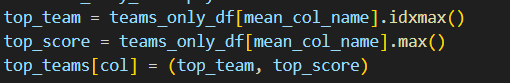 top_team = teams_only_df[mean_col_name].idxmax()
top_score = teams_only_df[mean_col_name].max()
top_teams[col] = (top_team, top_score)